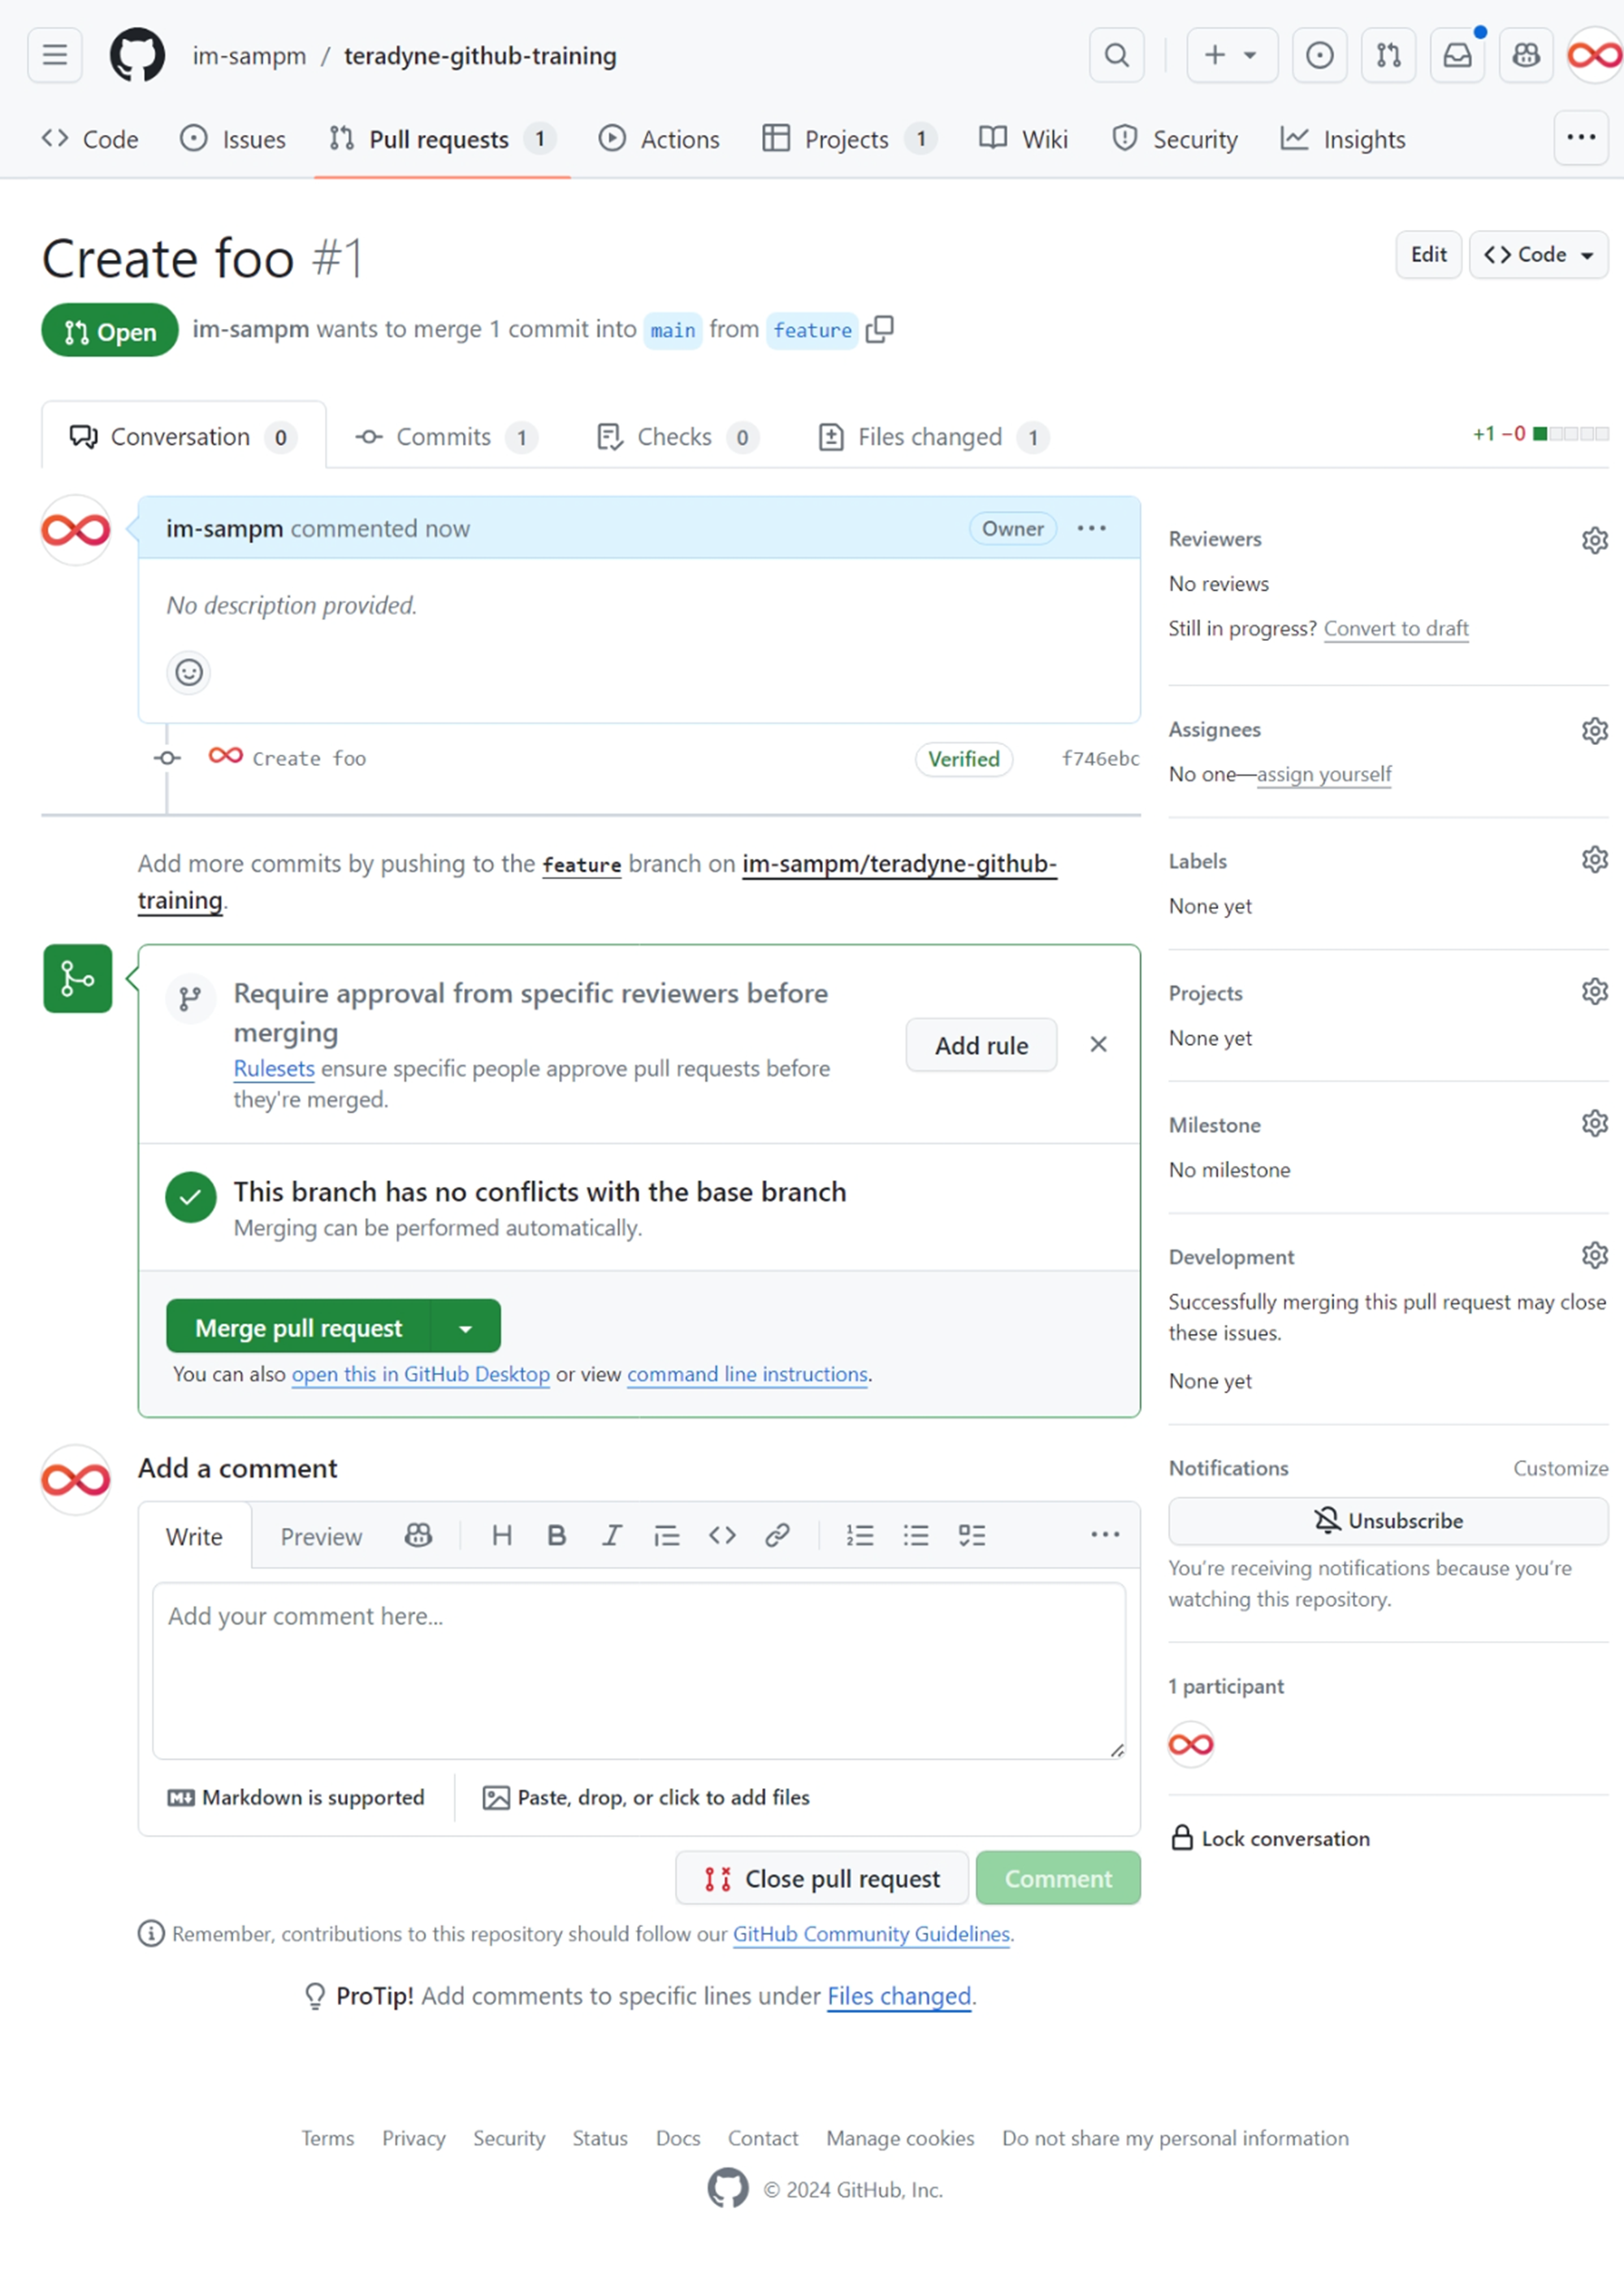 im-sampm / teradyne-github-training
Code Issues Pull requests 1 Actions Projects 1 Wiki Security Insights
Create foo #1
Edit Code
Open im-sampm wants to merge 1 commit into main from feature
Conversation 0 Commits 1 Checks 0 Files changed 1
+1 −0
im-sampm commented now Owner
No description provided.
Create foo Verified f746ebc
Add more commits by pushing to the feature branch on im-sampm/teradyne-github-
training.
Require approval from specific reviewers before
merging
Rulesets ensure specific people approve pull requests before
they're merged.
Add rule
This branch has no conflicts with the base branch
Merging can be performed automatically.
Merge pull request
You can also open this in GitHub Desktop or view command line instructions.
Add a comment
Write Preview H B I
Add your comment here...
Markdown is supported Paste, drop, or click to add files
Close pull request Comment
Remember, contributions to this repository should follow our GitHub Community Guidelines.
ProTip! Add comments to specific lines under Files changed.
Reviewers
No reviews
Still in progress? Convert to draft
Assignees
No one—assign yourself
Labels
None yet
Projects
None yet
Milestone
No milestone
Development
Successfully merging this pull request may close
these issues.
None yet
Notifications Customize
Unsubscribe
You're receiving notifications because you're
watching this repository.
1 participant
Lock conversation
Terms Privacy Security Status Docs Contact Manage cookies Do not share my personal information
© 2024 GitHub, Inc.